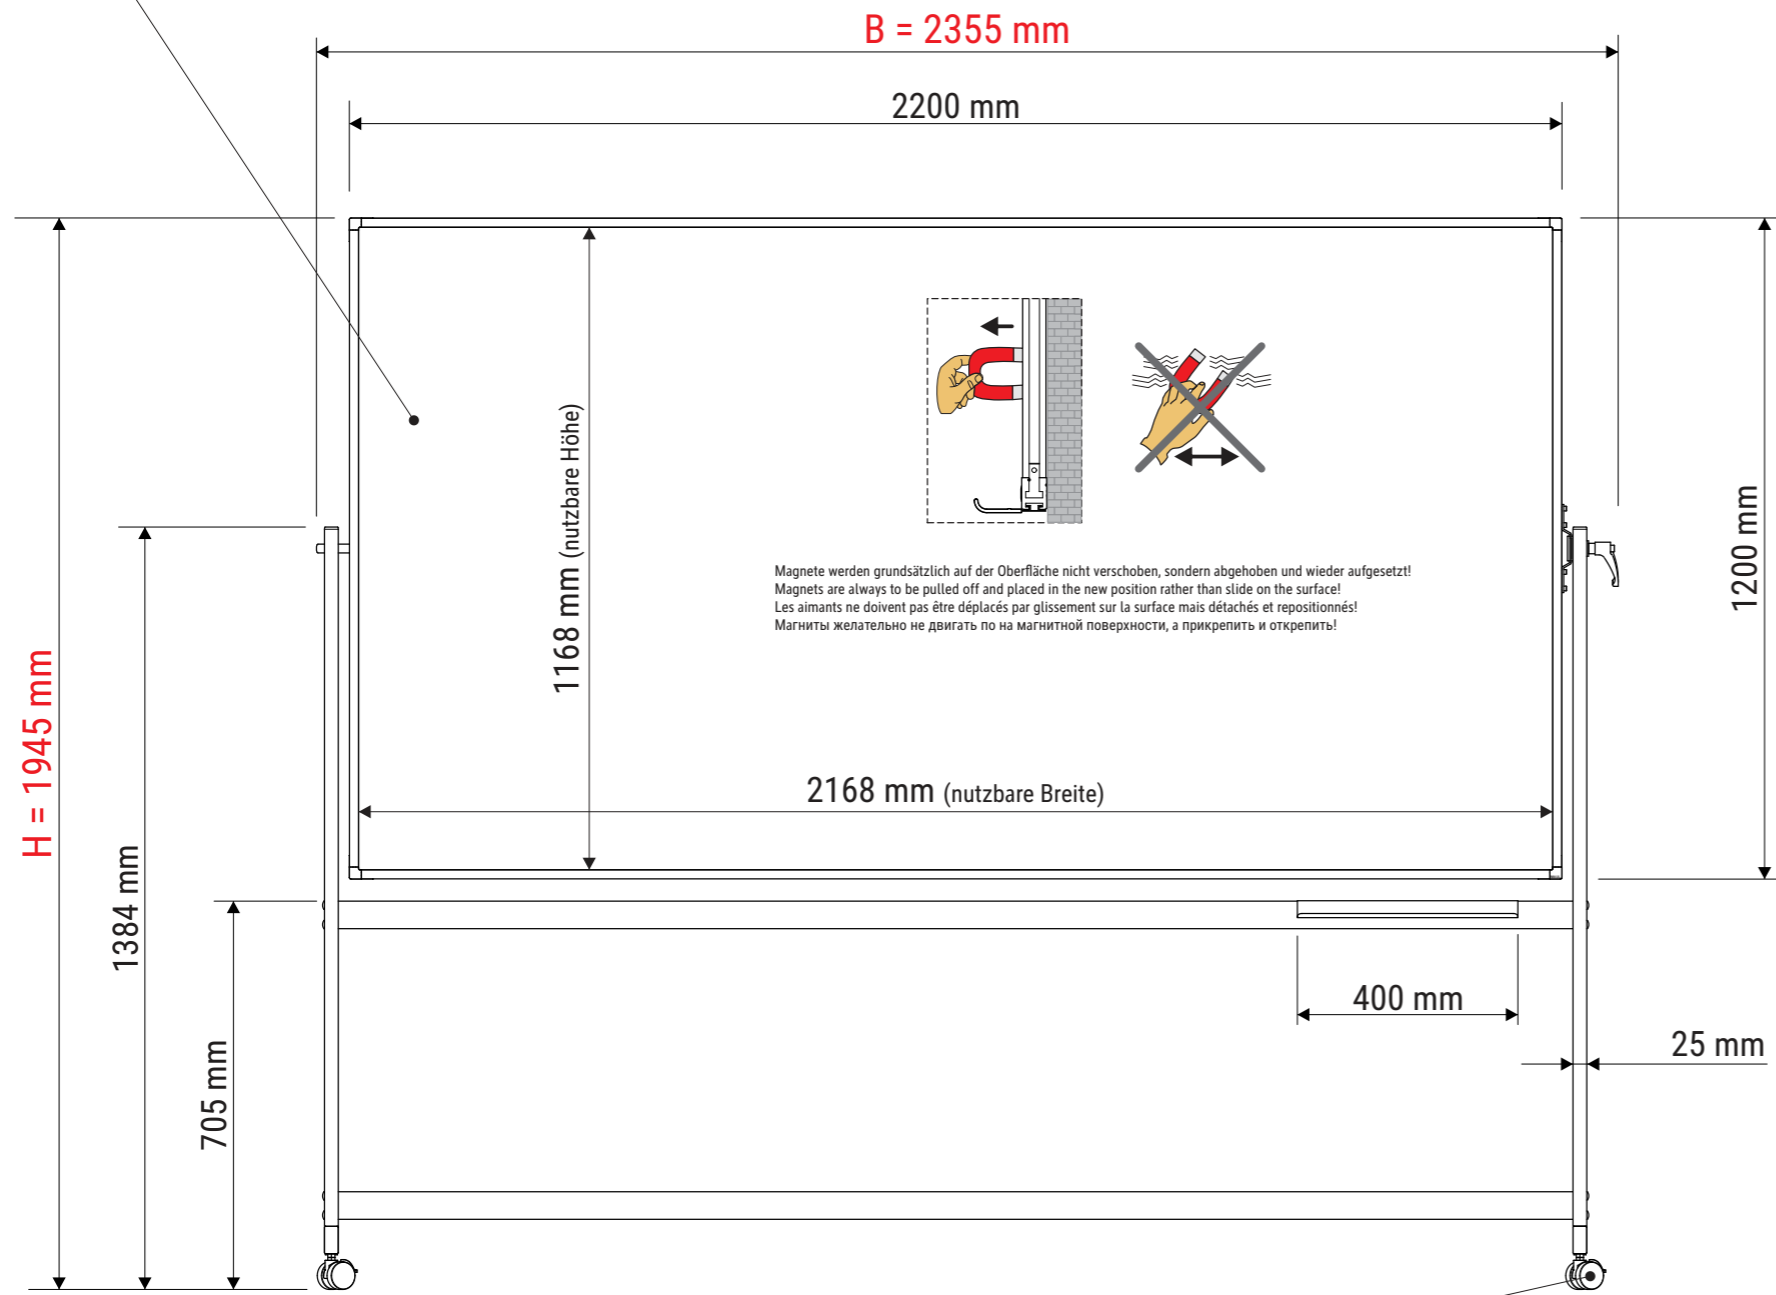 B = 2355 mm
2200 mm
1168 mm (nutzbare Höhe)
1200 mm
Magnete werden grundsätzlich auf der Oberfläche nicht verschoben, sondern abgehoben und wieder aufgesetzt!
Magnets are always to be pulled off and placed in the new position rather than slide on the surface!
Les aimants ne doivent pas être déplacés par glissement sur la surface mais détachés et repositionnés!
Магниты желательно не двигать по на магнитной поверхности, а прикрепить и открепить!
H = 1945 mm
2168 mm (nutzbare Breite)
1384 mm
400 mm
25 mm
705 mm